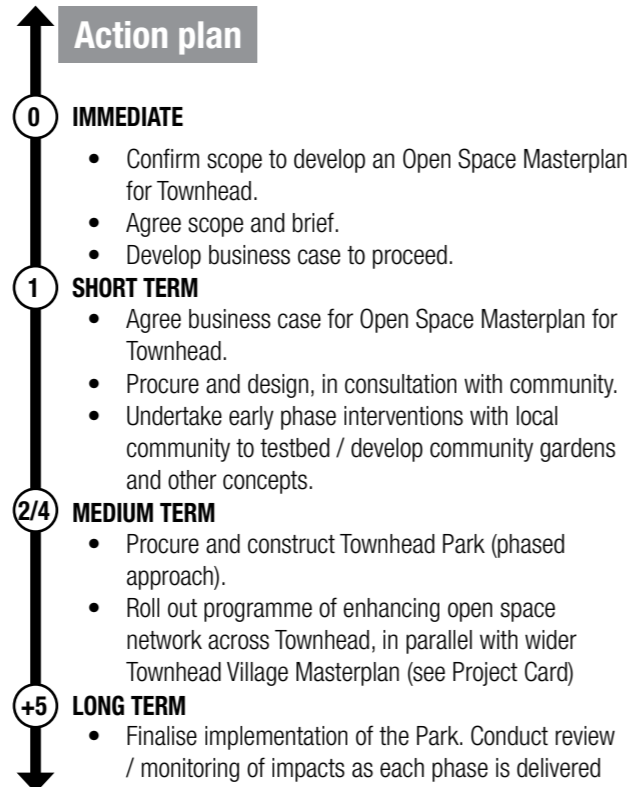 Action plan
0 IMMEDIATE
• Confirm scope to develop an Open Space Masterplan
for Townhead.
• Agree scope and brief.
• Develop business case to proceed.
1 SHORT TERM
• Agree business case for Open Space Masterplan for
Townhead.
• Procure and design, in consultation with community.
• Undertake early phase interventions with local
community to testbed / develop community gardens
and other concepts.
2/4 MEDIUM TERM
• Procure and construct Townhead Park (phased
approach).
• Roll out programme of enhancing open space
network across Townhead, in parallel with wider
Townhead Village Masterplan (see Project Card)
+5 LONG TERM
• Finalise implementation of the Park. Conduct review
/ monitoring of impacts as each phase is delivered